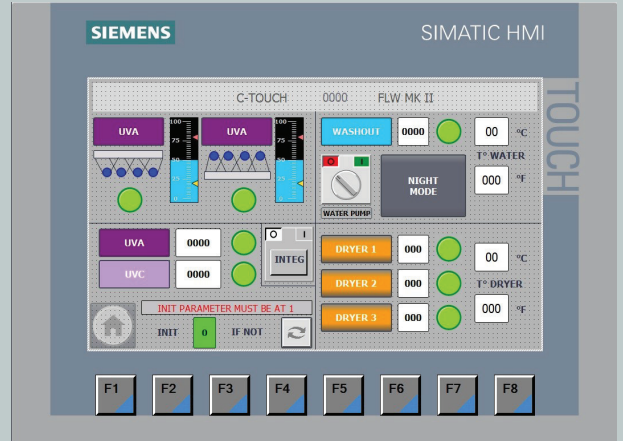 SIEMENS
SIMATIC HMI
TOUCH
C-TOUCH 0000 FLW MK II
UVA
100
75
50
25
0
UVA
100
75
50
25
0
WASHOUT 0000 00 °C
T° WATER
000 °F
O I
WATER PUMP
NIGHT
MODE
UVA 0000
UVC 0000
O I
INTEG
DRYER 1 000
DRYER 2 000
DRYER 3 000
00 °C
T° DRYER
000 °F
INIT PARAMETER MUST BE AT 1
INIT 0 IF NOT
F1 F2 F3 F4 F5 F6 F7 F8